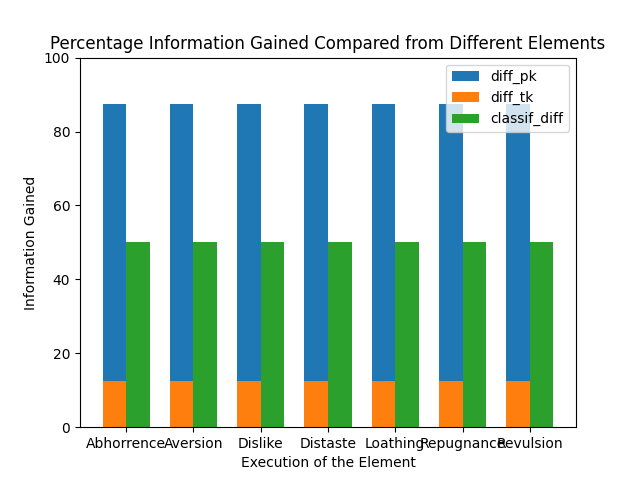 Percentage Information Gained Compared from Different Elements
100
80
60
40
20
0
Information Gained
diff_pk
diff_tk
classif_diff
Abhorrence Aversion Dislike Distaste Loathing Repugnance Revulsion
Execution of the Element